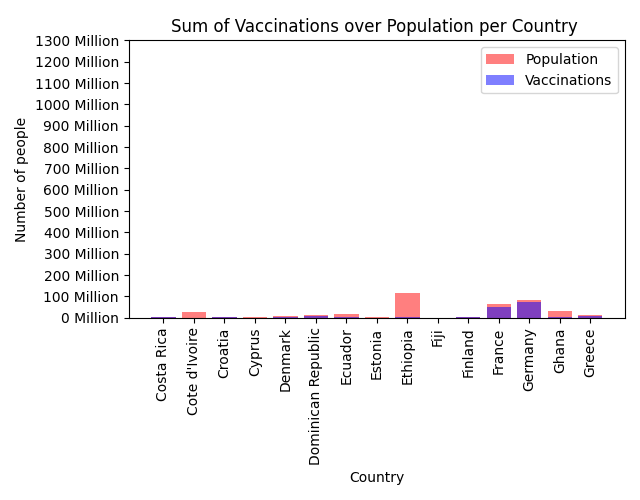 Sum of Vaccinations over Population per Country
1300 Million
1200 Million
1100 Million
1000 Million
900 Million
800 Million
700 Million
600 Million
500 Million
400 Million
300 Million
200 Million
100 Million
0 Million
Number of people
Population
Vaccinations
Costa Rica
Cote d'Ivoire
Croatia
Cyprus
Denmark
Dominican Republic
Ecuador
Estonia
Ethiopia
Fiji
Finland
France
Germany
Ghana
Greece
Country